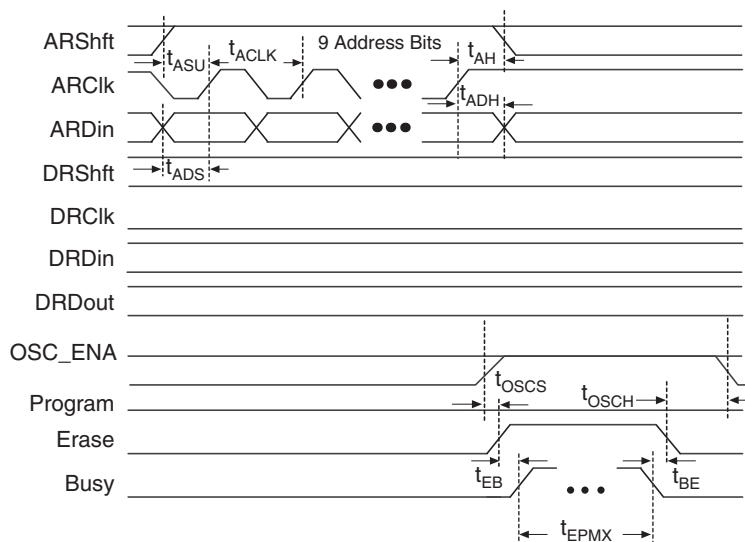 ARShft
9 Address Bits
tASU
tACLK
tAH
ARClk
tADH
ARDin
tADS
DRShft
DRClk
DRDin
DRDout
OSC_ENA
tOSCS
tOSCH
Program
Erase
tEB
tBE
Busy
tEPMX